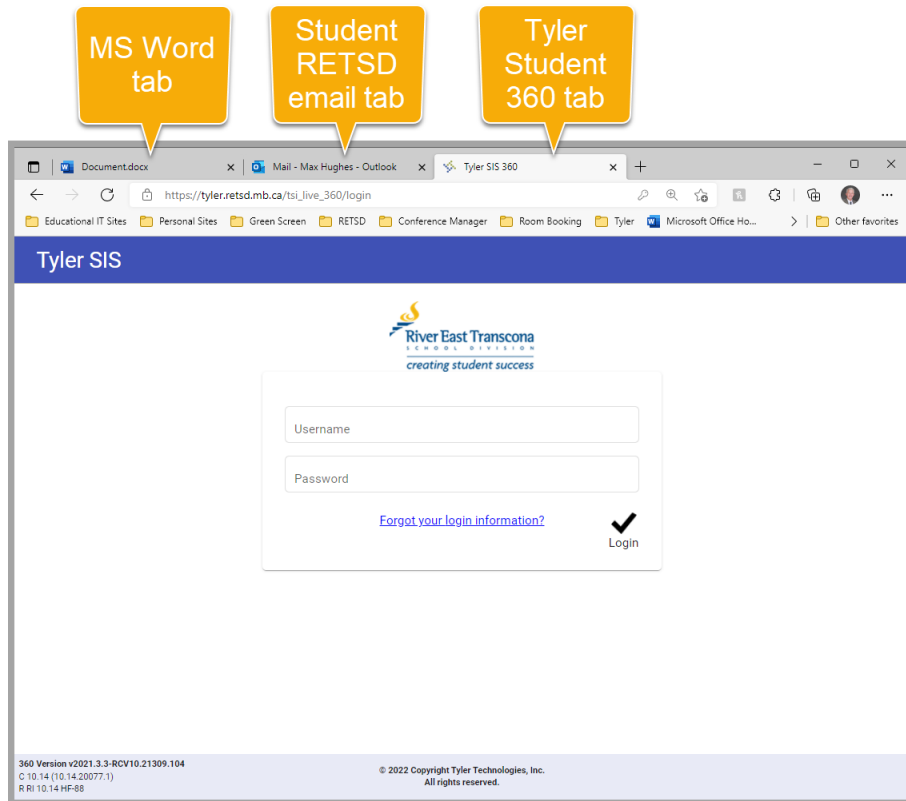 MS Word
tab
Student
RETSD
email tab
Tyler
Student
360 tab
Document.docx
Mail - Max Hughes - Outlook
Tyler SIS 360
https://tyler.retsd.mb.ca/tsi_live_360/login
Educational IT Sites
Personal Sites
Green Screen
RETSD
Conference Manager
Room Booking
Tyler
Microsoft Office Ho...
Other favorites
Tyler SIS
River East Transcona
SCHOOL DIVISION
creating student success
Username
Password
Forgot your login information?
Login
360 Version v2021.3.3-RCV10.21309.104
C 10.14 (10.14.20077.1)
R RI 10.14 HF-88
© 2022 Copyright Tyler Technologies, Inc.
All rights reserved.